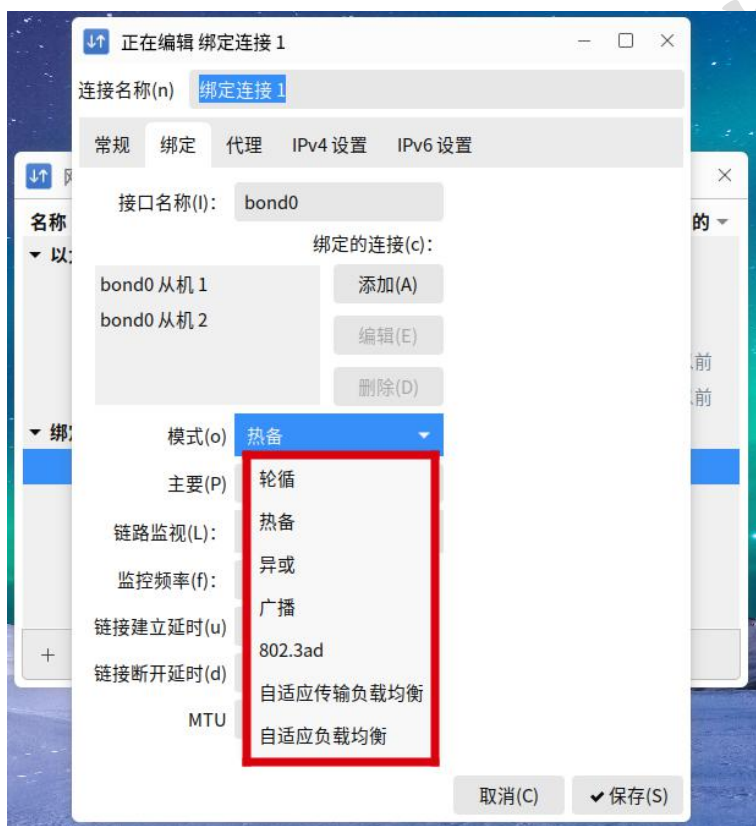 正在编辑 绑定连接 1
连接名称(n) 绑定连接 1
常规 绑定 代理 IPv4 设置 IPv6 设置
名称
的
接口名称(I): bond0
绑定的连接(c):
▼ 以
bond0 从机 1
添加(A)
bond0 从机 2
编辑(E)
前
删除(D)
前
▼ 绑
模式(o) 热备
主要(P)
轮循
热备
链路监视(L):
异或
监控频率(f):
广播
链接建立延时(u)
802.3ad
链接断开延时(d)
自适应传输负载均衡
MTU
自适应负载均衡
取消(C) ✔保存(S)